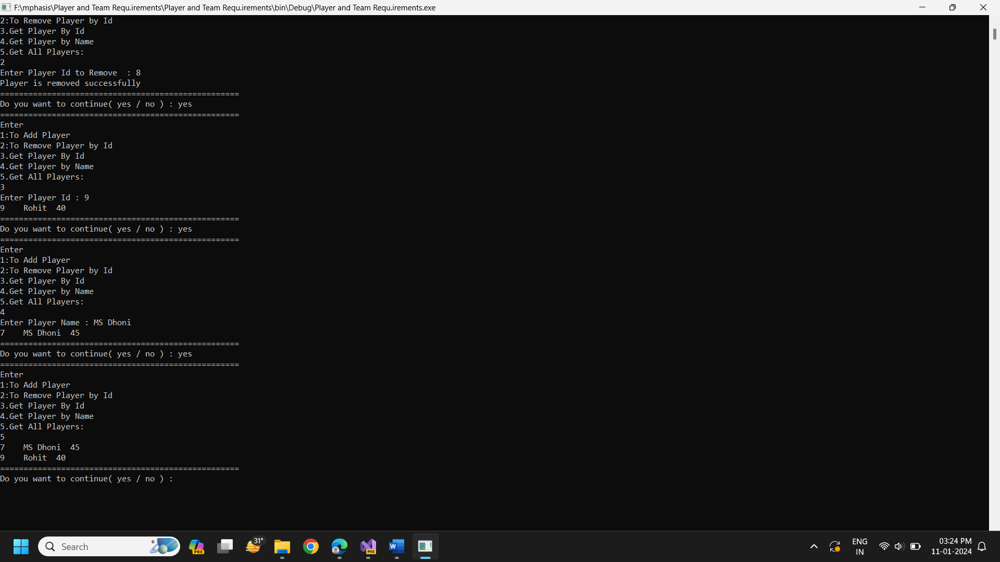 F:\mphasis\Player and Team Requ.irements\Player and Team Requ.irements\bin\Debug\Player and Team Requ.irements.exe
2:To Remove Player by Id
3.Get Player By Id
4.Get Player by Name
5.Get All Players:
2
Enter Player Id to Remove  : 8
Player is removed successfully
===================================================
Do you want to continue( yes / no ) : yes
===================================================
Enter
1:To Add Player
2:To Remove Player by Id
3.Get Player By Id
4.Get Player by Name
5.Get All Players:
3
Enter Player Id : 9
9    Rohit  40
===================================================
Do you want to continue( yes / no ) : yes
===================================================
Enter
1:To Add Player
2:To Remove Player by Id
3.Get Player By Id
4.Get Player by Name
5.Get All Players:
4
Enter Player Name : MS Dhoni
7    MS Dhoni  45
===================================================
Do you want to continue( yes / no ) : yes
===================================================
Enter
1:To Add Player
2:To Remove Player by Id
3.Get Player By Id
4.Get Player by Name
5.Get All Players:
5
7    MS Dhoni  45
9    Rohit  40
===================================================
Do you want to continue( yes / no ) :
Search
PRE
31°
PRE
W
ENG
IN
03:24 PM
11-01-2024